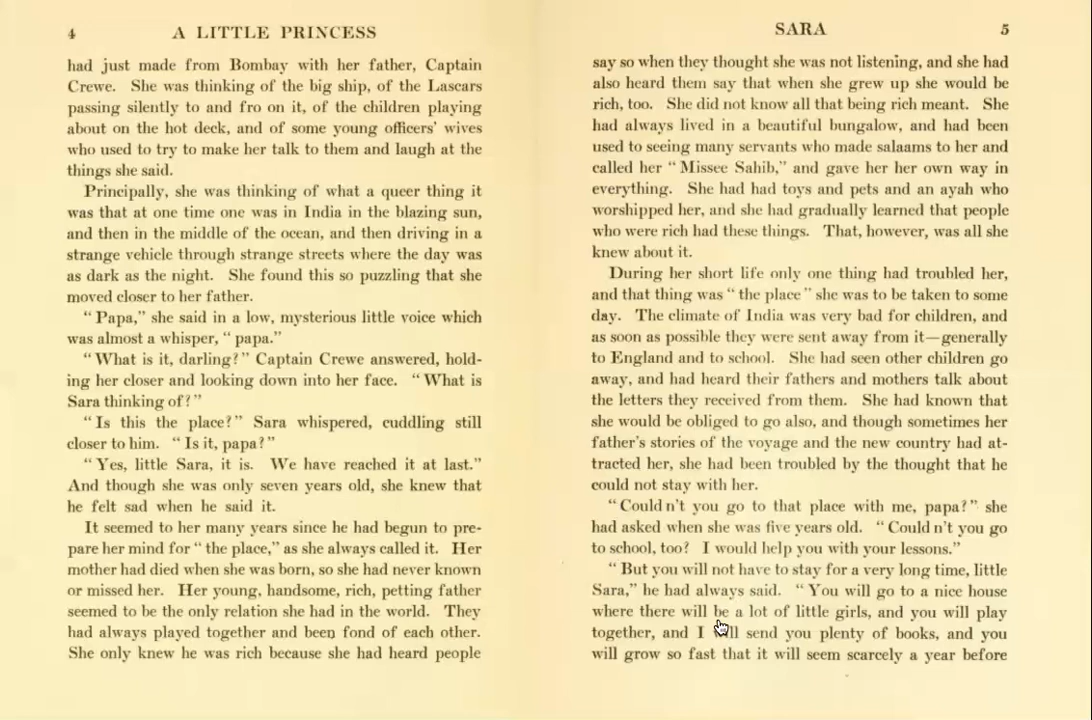 4 A LITTLE PRINCESS
had just made from Bombay with her father, Captain
Crewe. She was thinking of the big ship, of the Lascars
passing silently to and fro on it, of the children playing
about on the hot deck, and of some young officers' wives
who used to try to make her talk to them and laugh at the
things she said.
Principally, she was thinking of what a queer thing it
was that at one time one was in India in the blazing sun,
and then in the middle of the ocean, and then driving in a
strange vehicle through strange streets where the day was
as dark as the night. She found this so puzzling that she
moved closer to her father.
"Papa," she said in a low, mysterious little voice which
was almost a whisper, "papa."
"What is it, darling?" Captain Crewe answered, hold-
ing her closer and looking down into her face. "What is
Sara thinking of?"
"Is this the place?" Sara whispered, cuddling still
closer to him. "Is it, papa?"
"Yes, little Sara, it is. We have reached it at last."
And though she was only seven years old, she knew that
he felt sad when he said it.
It seemed to her many years since he had begun to pre-
pare her mind for "the place," as she always called it. Her
mother had died when she was born, so she had never known
or missed her. Her young, handsome, rich, petting father
seemed to be the only relation she had in the world. They
had always played together and been fond of each other.
She only knew he was rich because she had heard people
SARA 5
say so when they thought she was not listening, and she had
also heard them say that when she grew up she would be
rich, too. She did not know all that being rich meant. She
had always lived in a beautiful bungalow, and had been
used to seeing many servants who made salaams to her and
called her "Missee Sahib," and gave her her own way in
everything. She had had toys and pets and an ayah who
worshipped her, and she had gradually learned that people
who were rich had these things. That, however, was all she
knew about it.
During her short life only one thing had troubled her,
and that thing was "the place" she was to be taken to some
day. The climate of India was very bad for children, and
as soon as possible they were sent away from it—generally
to England and to school. She had seen other children go
away, and had heard their fathers and mothers talk about
the letters they received from them. She had known that
she would be obliged to go also, and though sometimes her
father's stories of the voyage and the new country had at-
tracted her, she had been troubled by the thought that he
could not stay with her.
"Could n't you go to that place with me, papa?" she
had asked when she was five years old. "Could n't you go
to school, too? I would help you with your lessons."
"But you will not have to stay for a very long time, little
Sara," he had always said. "You will go to a nice house
where there will be a lot of little girls, and you will play
together, and I will send you plenty of books, and you
will grow so fast that it will seem scarcely a year before